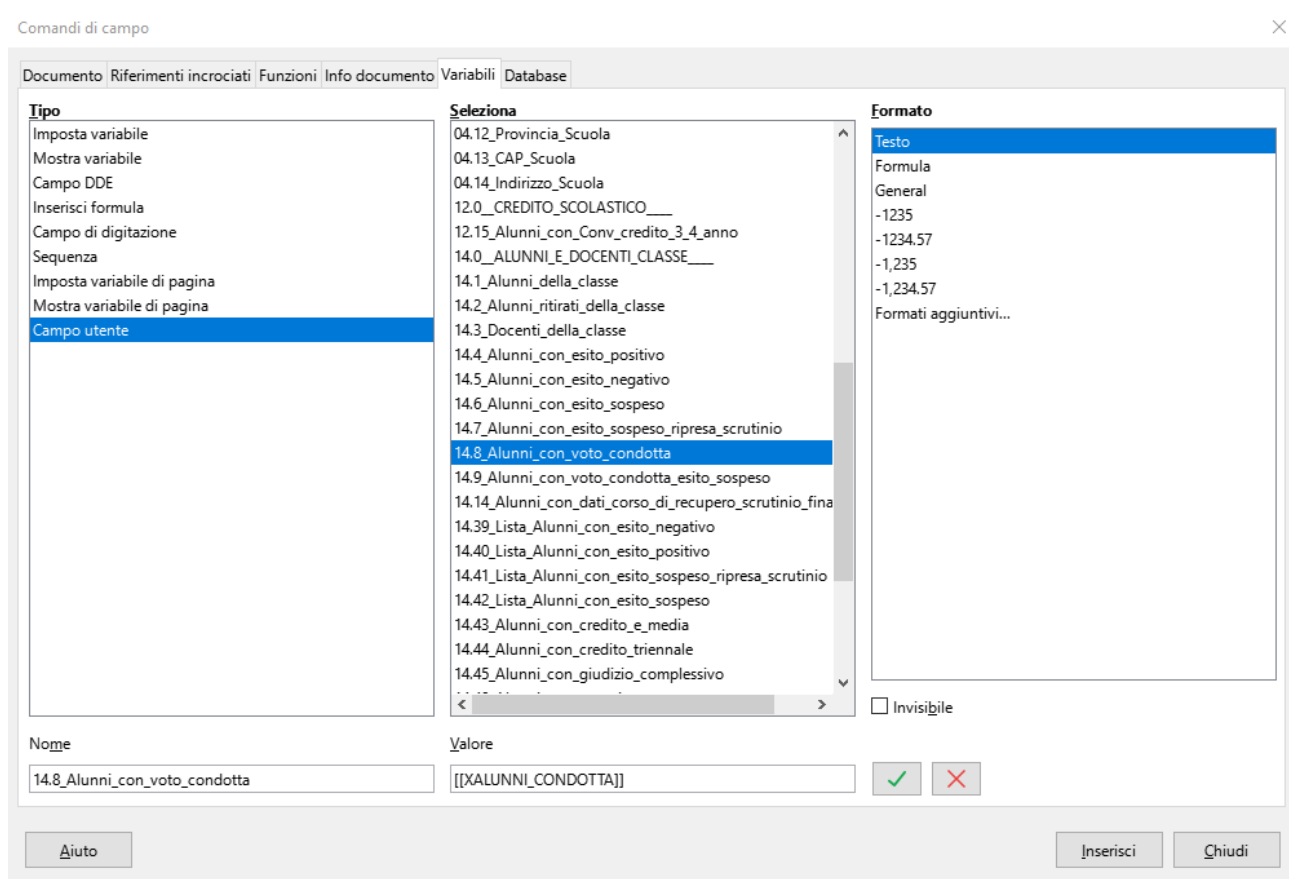 Comandi di campo
Documento Riferimenti incrociati Funzioni Info documento Variabili Database
Tipo
Imposta variabile
Mostra variabile
Campo DDE
Inserisci formula
Campo di digitazione
Sequenza
Imposta variabile di pagina
Mostra variabile di pagina
Campo utente
Seleziona
04.12_Provincia_Scuola
04.13_CAP_Scuola
04.14_Indirizzo_Scuola
12.0__CREDITO_SCOLASTICO____
12.15_Alunni_con_Conv_credito_3_4_anno
14.0__ALUNNI_E_DOCENTI_CLASSE____
14.1_Alunni_della_classe
14.2_Alunni_ritirati_della_classe
14.3_Docenti_della_classe
14.4_Alunni_con_esito_positivo
14.5_Alunni_con_esito_negativo
14.6_Alunni_con_esito_sospeso
14.7_Alunni_con_esito_sospeso_ripresa_scrutinio
14.8_Alunni_con_voto_condotta
14.9_Alunni_con_voto_condotta_esito_sospeso
14.14_Alunni_con_dati_corso_di_recupero_scrutinio_fina
14.39_Lista_Alunni_con_esito_negativo
14.40_Lista_Alunni_con_esito_positivo
14.41_Lista_Alunni_con_esito_sospeso_ripresa_scrutinio
14.42_Lista_Alunni_con_esito_sospeso
14.43_Alunni_con_credito_e_media
14.44_Alunni_con_credito_triennale
14.45_Alunni_con_giudizio_complessivo
Formato
Testo
Formula
General
-1235
-1234.57
-1,235
-1,234.57
Formati aggiuntivi...
Invisibile
Nome
14.8_Alunni_con_voto_condotta
Valore
[[XALUNNI_CONDOTTA]]
Aiuto
Inserisci
Chiudi